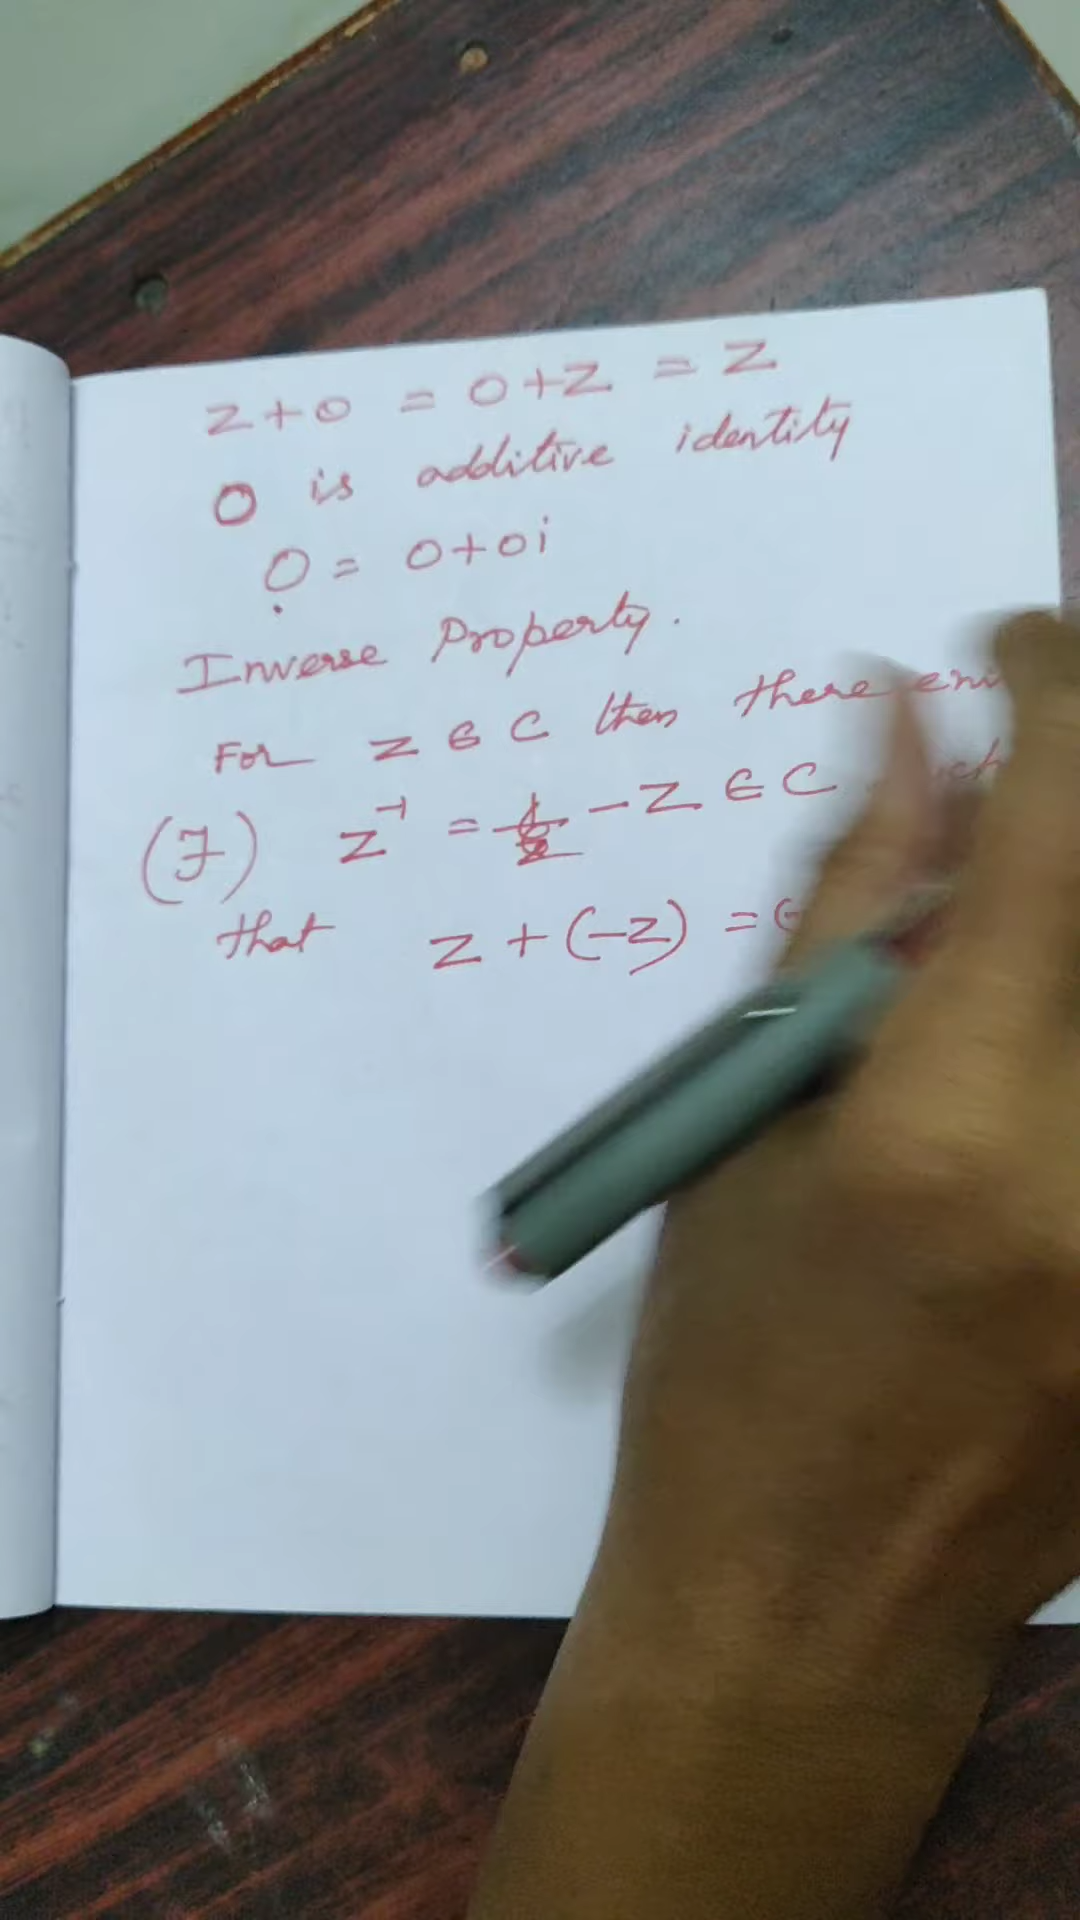 z + 0 = 0 + z = z
0 is additive identity
0 = 0 + 0i
Inverse Property.
For z ∈ C then there
(I) z⁻¹ = -z ∈ C
that z + (-z) =